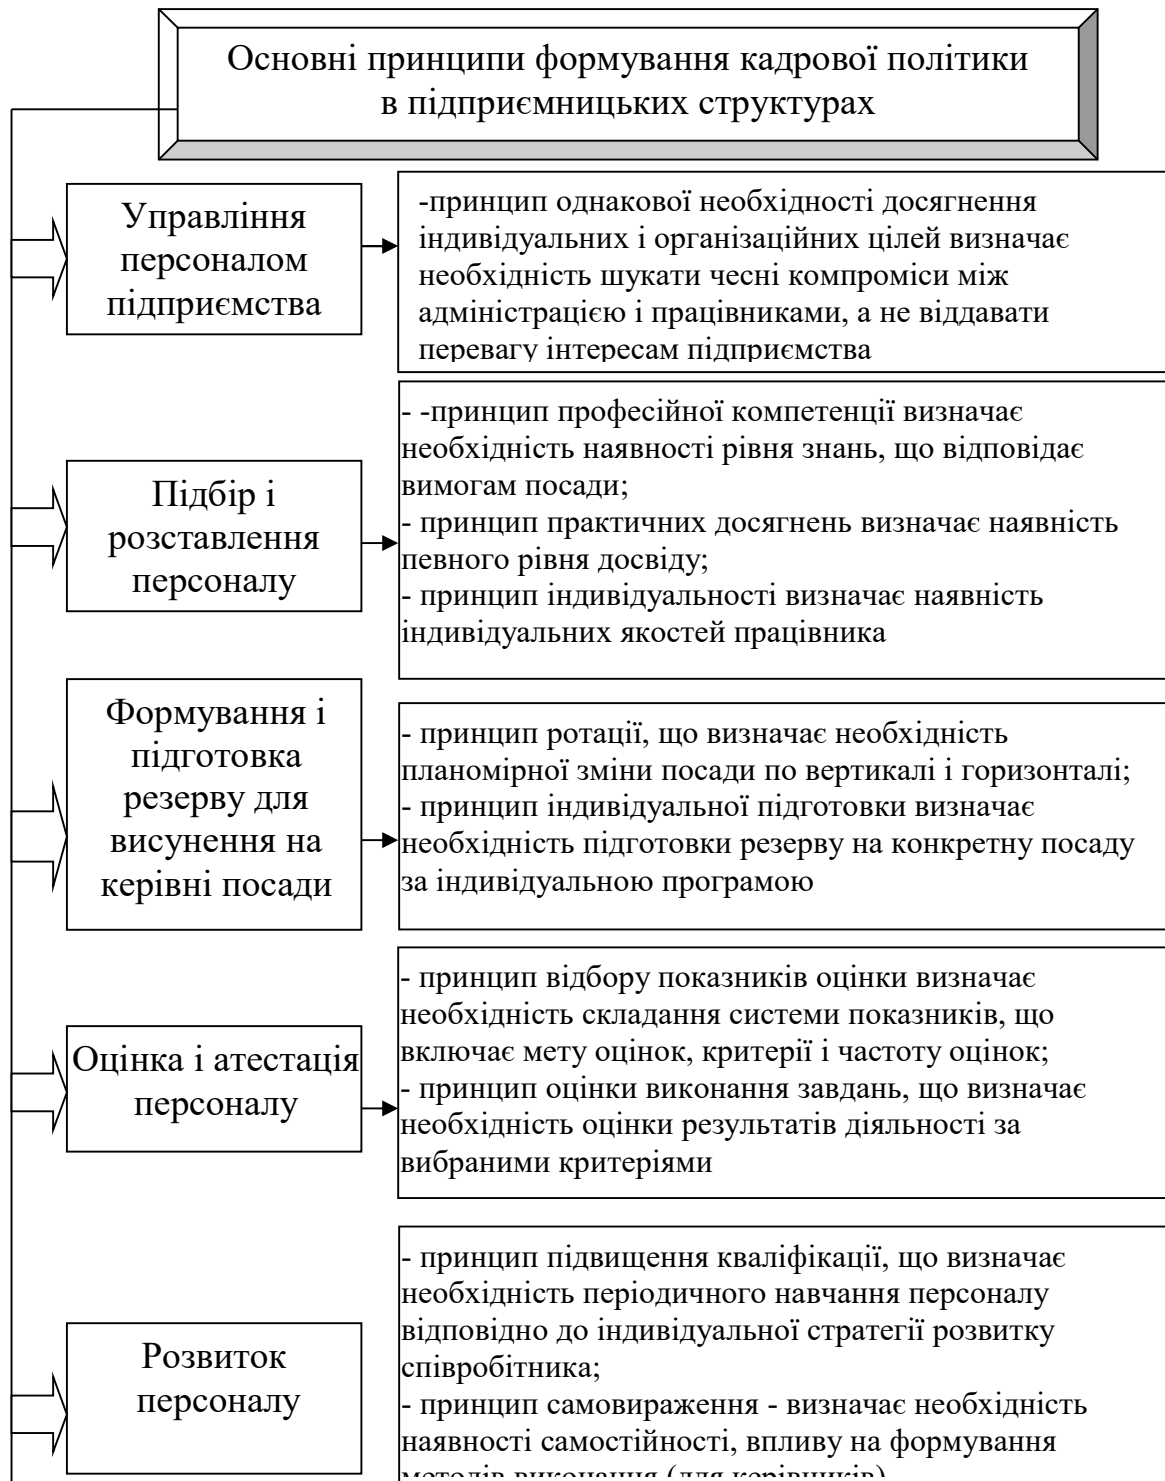 Основні принципи формування кадрової політики
в підприємницьких структурах
Управління
персоналом
підприємства
-принцип однакової необхідності досягнення
індивідуальних і організаційних цілей визначає
необхідність шукати чесні компроміси між
адміністрацією і працівниками, а не віддавати
перевагу інтересам підприємства
Підбір і
розставлення
персоналу
- -принцип професійної компетенції визначає
необхідність наявності рівня знань, що відповідає
вимогам посади;
- принцип практичних досягнень визначає наявність
певного рівня досвіду;
- принцип індивідуальності визначає наявність
індивідуальних якостей працівника
Формування і
підготовка
резерву для
висунення на
керівні посади
- принцип ротації, що визначає необхідність
планомірної зміни посади по вертикалі і горизонталі;
- принцип індивідуальної підготовки визначає
необхідність підготовки резерву на конкретну посаду
за індивідуальною програмою
Оцінка і атестація
персоналу
- принцип відбору показників оцінки визначає
необхідність складання системи показників, що
включає мету оцінок, критерії і частоту оцінок;
- принцип оцінки виконання завдань, що визначає
необхідність оцінки результатів діяльності за
вибраними критеріями
Розвиток
персоналу
- принцип підвищення кваліфікації, що визначає
необхідність періодичного навчання персоналу
відповідно до індивідуальної стратегії розвитку
співробітника;
- принцип самовираження - визначає необхідність
наявності самостійності, впливу на формування
методів виконання (для керівників)